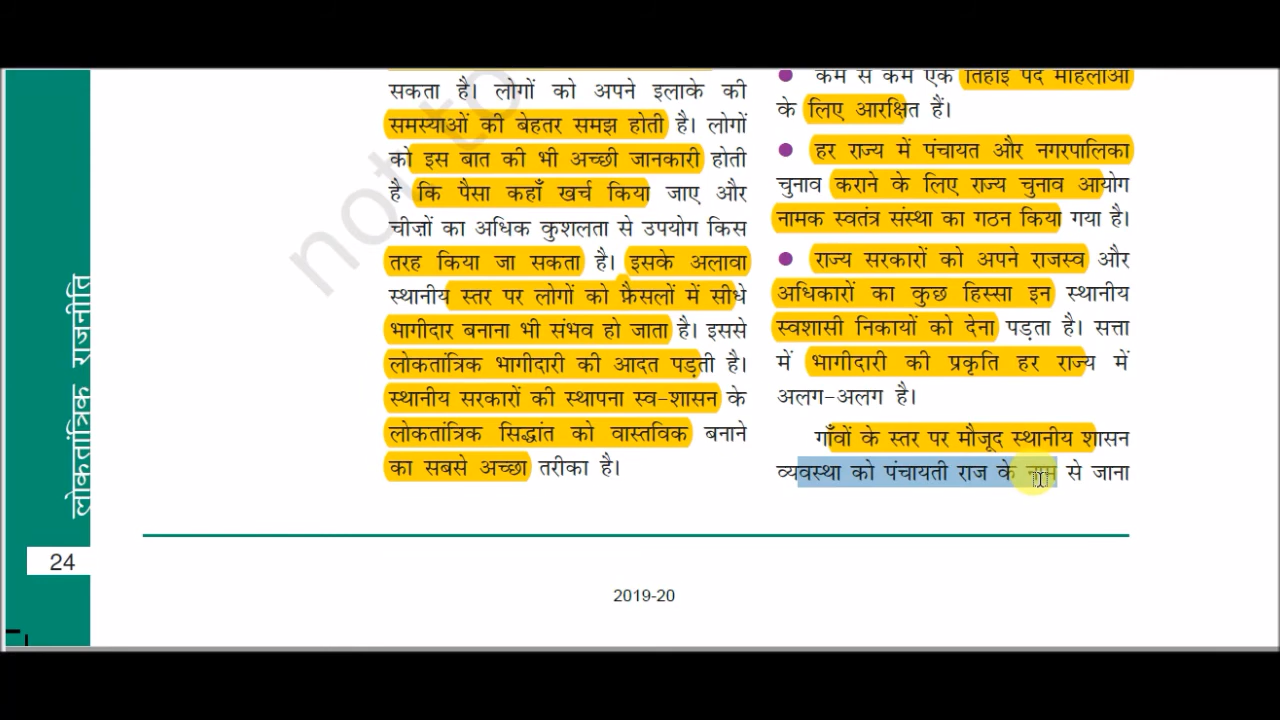 सकता है। लोगों को अपने इलाके की
समस्याओं की बेहतर समझ होती है। लोगों
को इस बात की भी अच्छी जानकारी होती
है कि पैसा कहाँ खर्च किया जाए और
चीजों का अधिक कुशलता से उपयोग किस
तरह किया जा सकता है। इसके अलावा
स्थानीय स्तर पर लोगों को फ़ैसलों में सीधे
भागीदार बनाना भी संभव हो जाता है। इससे
लोकतांत्रिक भागीदारी की आदत पड़ती है।
स्थानीय सरकारों की स्थापना स्व-शासन के
लोकतांत्रिक सिद्धांत को वास्तविक बनाने
का सबसे अच्छा तरीका है।
कम से कम एक तिहाई पद महिलाओं
के लिए आरक्षित हैं।
● हर राज्य में पंचायत और नगरपालिका
चुनाव कराने के लिए राज्य चुनाव आयोग
नामक स्वतंत्र संस्था का गठन किया गया है।
● राज्य सरकारों को अपने राजस्व और
अधिकारों का कुछ हिस्सा इन स्थानीय
स्वशासी निकायों को देना पड़ता है। सत्ता
में भागीदारी की प्रकृति हर राज्य में
अलग-अलग है।
गाँवों के स्तर पर मौजूद स्थानीय शासन
व्यवस्था को पंचायती राज के नाम से जाना
लोकतांत्रिक राजनीति
24
2019-20
not to